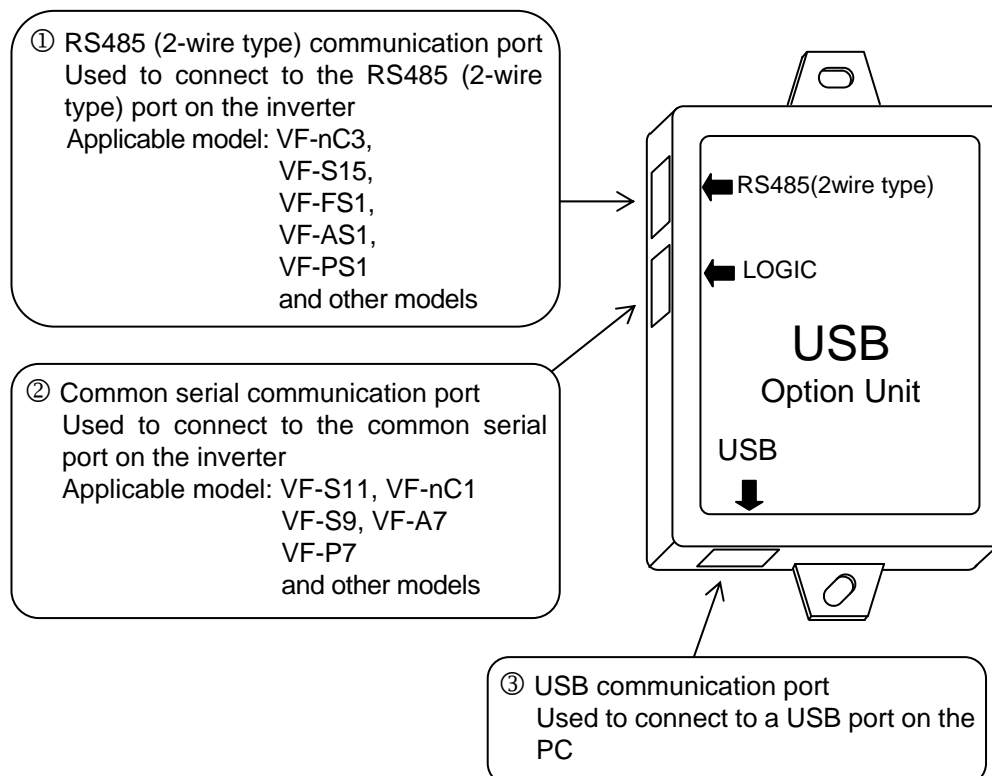 ① RS485 (2-wire type) communication port
Used to connect to the RS485 (2-wire
type) port on the inverter
Applicable model: VF-nC3,
VF-S15,
VF-FS1,
VF-AS1,
VF-PS1
and other models
② Common serial communication port
Used to connect to the common serial
port on the inverter
Applicable model: VF-S11, VF-nC1
VF-S9, VF-A7
VF-P7
and other models
RS485(2wire type)
LOGIC
USB
Option Unit
USB
③ USB communication port
Used to connect to a USB port on the
PC